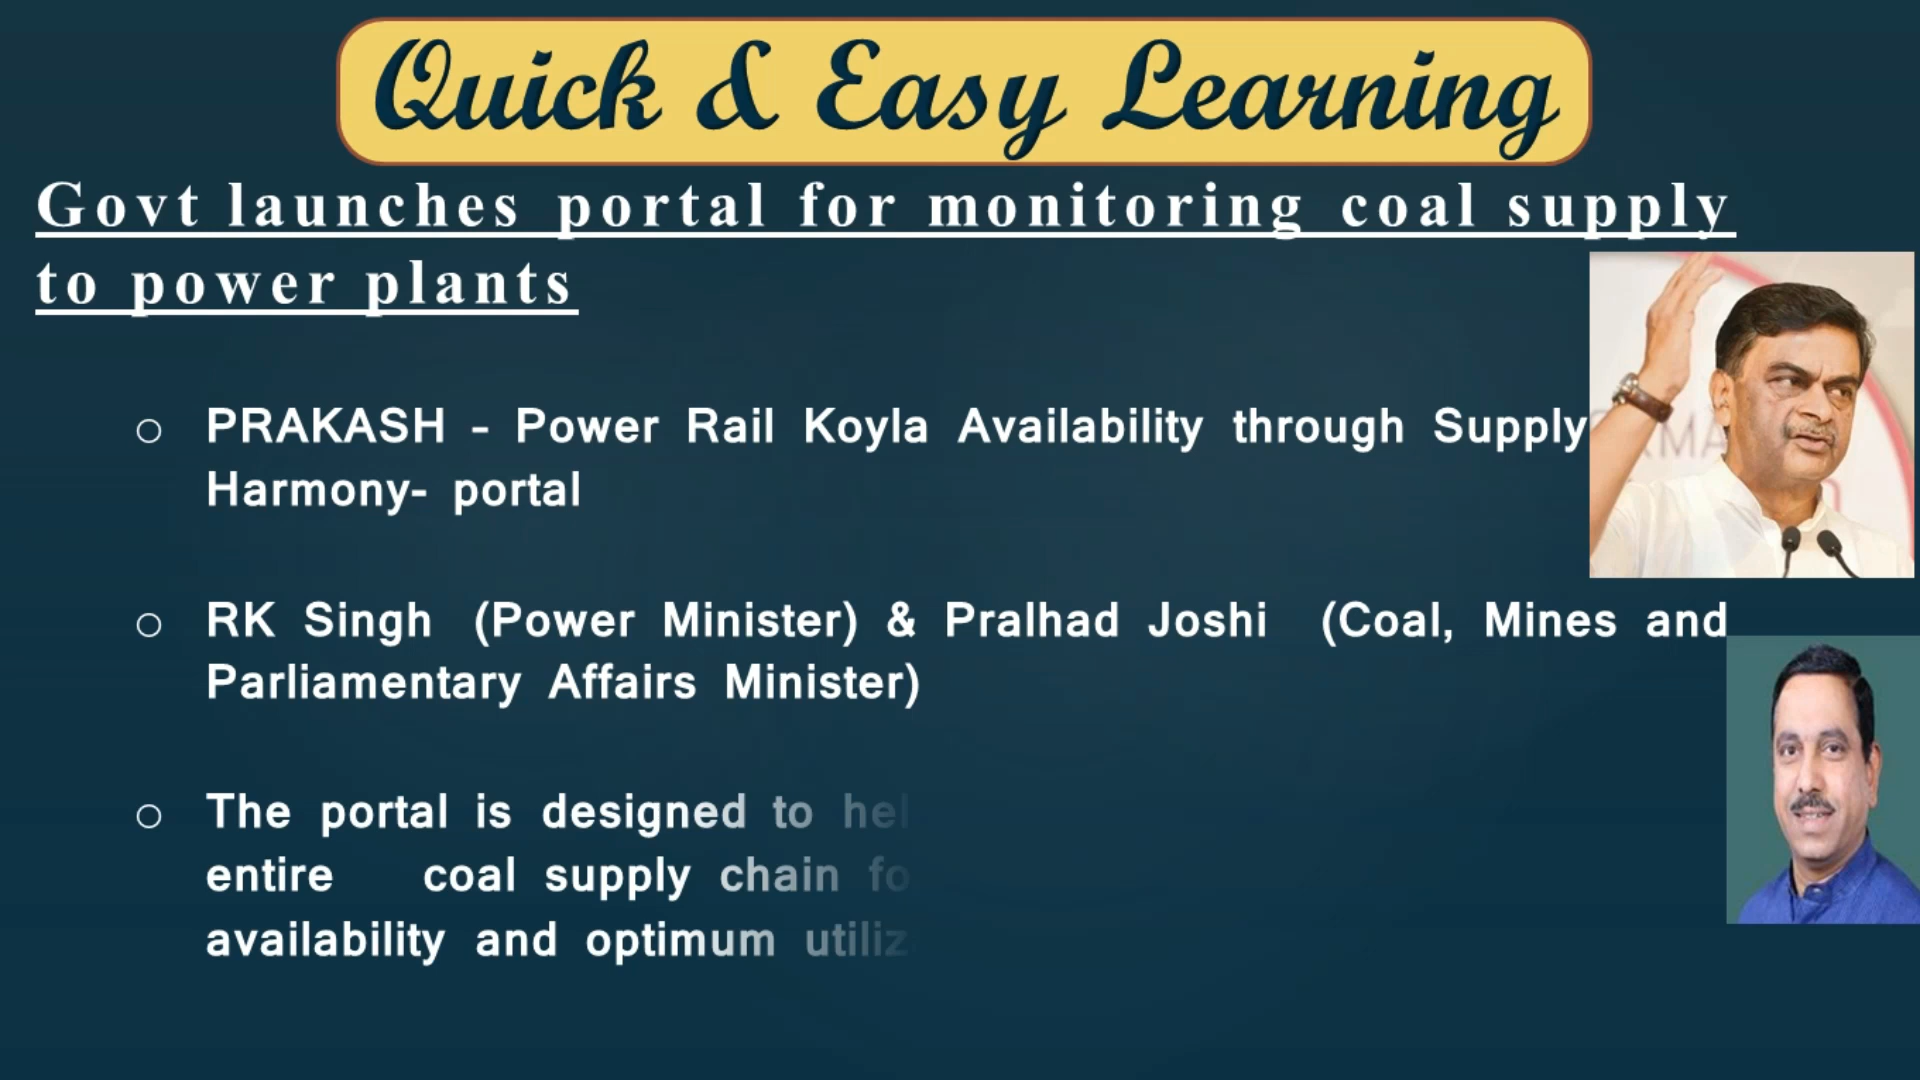 Quick & Easy Learning
Govt launches portal for monitoring coal supply
to power plants
PRAKASH - Power Rail Koyla Availability through Supply
Harmony- portal
RK Singh (Power Minister) & Pralhad Joshi (Coal, Mines and
Parliamentary Affairs Minister)
The portal is designed to
entire coal supply chain
availability and optimum